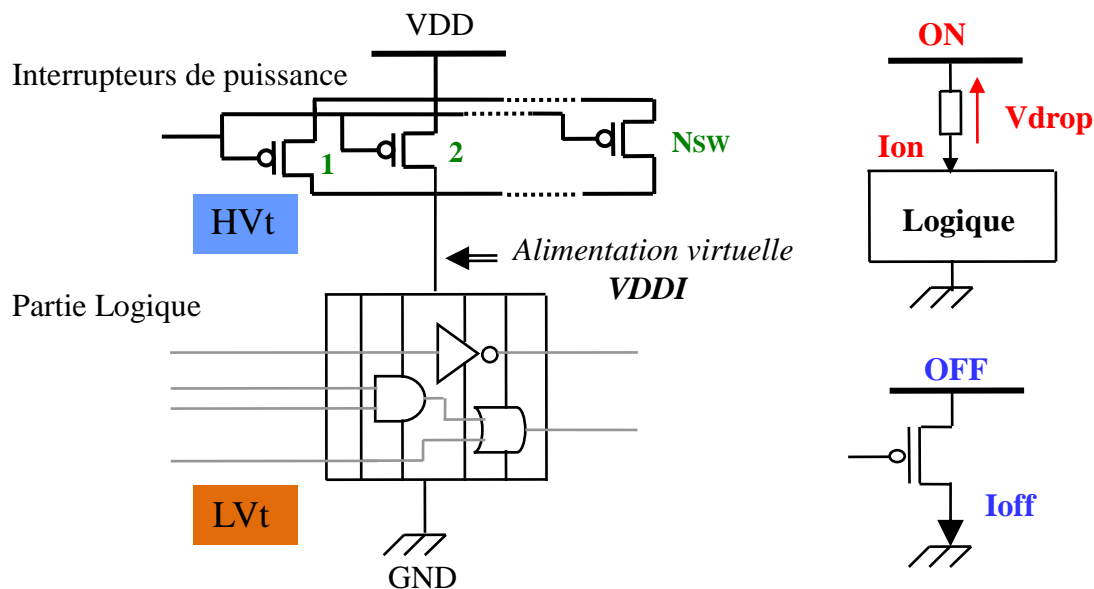 VDD
Interrupteurs de puissance
1
2
NSW
HVt
Alimentation virtuelle
VDDI
Partie Logique
LVt
GND
ON
Vdrop
Ion
Logique
OFF
Ioff